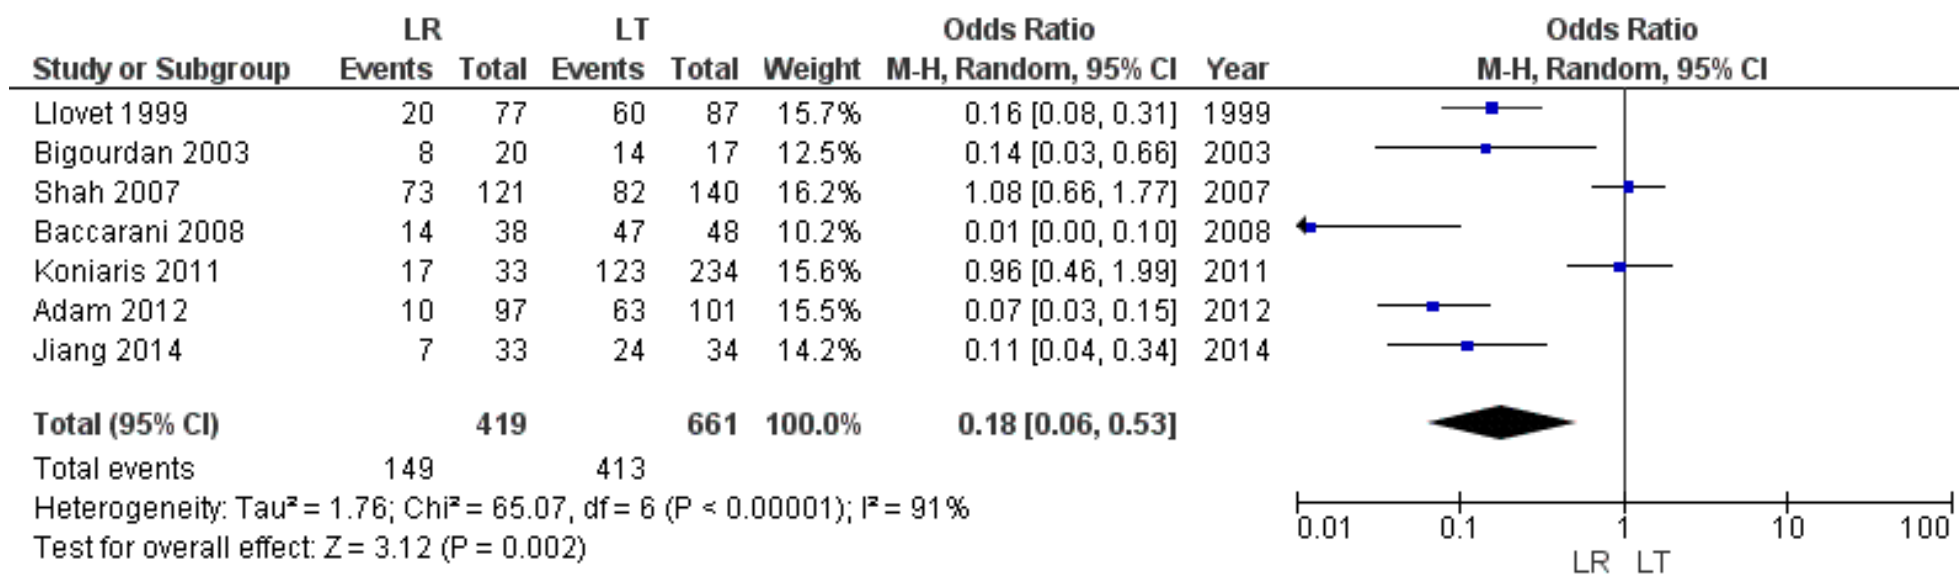 LR LT Odds Ratio Odds Ratio
Study or Subgroup Events Total Events Total Weight M-H, Random, 95% CI Year M-H, Random, 95% CI
Llovet 1999 20 77 60 87 15.7% 0.16 [0.08, 0.31] 1999
Bigourdan 2003 8 20 14 17 12.5% 0.14 [0.03, 0.66] 2003
Shah 2007 73 121 82 140 16.2% 1.08 [0.66, 1.77] 2007
Baccarani 2008 14 38 47 48 10.2% 0.01 [0.00, 0.10] 2008
Koniaris 2011 17 33 123 234 15.6% 0.96 [0.46, 1.99] 2011
Adam 2012 10 97 63 101 15.5% 0.07 [0.03, 0.15] 2012
Jiang 2014 7 33 24 34 14.2% 0.11 [0.04, 0.34] 2014
Total (95% CI) 419 661 100.0% 0.18 [0.06, 0.53]
Total events 149 413
Heterogeneity: Tau² = 1.76; Chi² = 65.07, df = 6 (P < 0.00001); I² = 91%
Test for overall effect: Z = 3.12 (P = 0.002)
0.01 0.1 1 10 100
LR LT